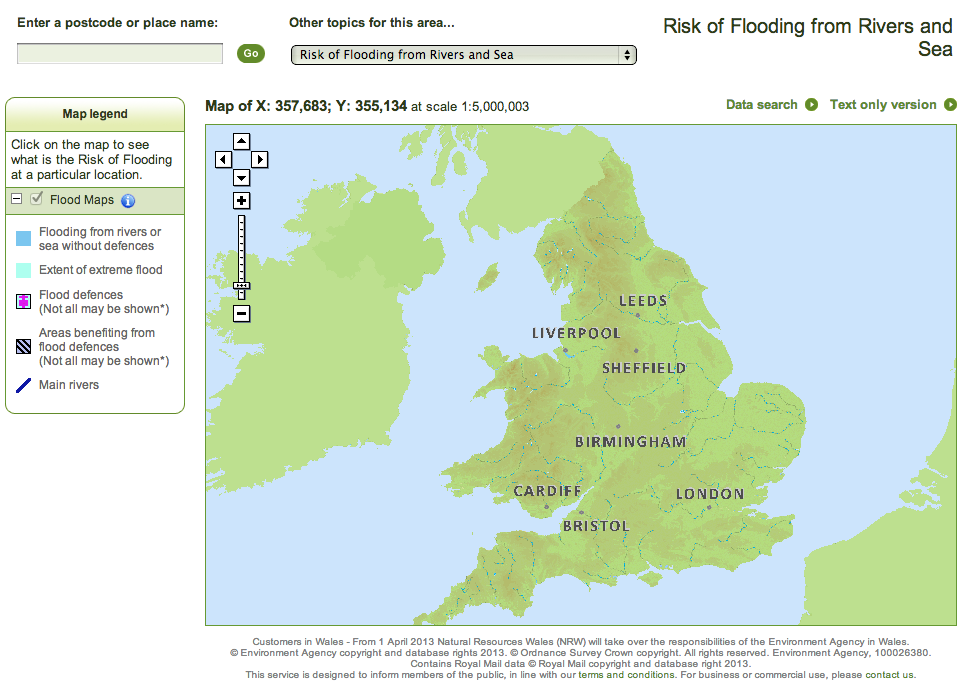 Enter a postcode or place name:
Go
Other topics for this area...
Risk of Flooding from Rivers and Sea
Risk of Flooding from Rivers and
Sea
Map legend
Click on the map to see
what is the Risk of Flooding
at a particular location.
Flood Maps i
Flooding from rivers or
sea without defences
Extent of extreme flood
Flood defences
(Not all may be shown*)
Areas benefiting from
flood defences
(Not all may be shown*)
Main rivers
Map of X: 357,683; Y: 355,134 at scale 1:5,000,003
Data search
Text only version
LEEDS
LIVERPOOL
SHEFFIELD
BIRMINGHAM
CARDIFF
LONDON
BRISTOL
Customers in Wales - From 1 April 2013 Natural Resources Wales (NRW) will take over the responsibilities of the Environment Agency in Wales.
© Environment Agency copyright and database rights 2013. © Ordnance Survey Crown copyright. All rights reserved. Environment Agency, 100026380.
Contains Royal Mail data © Royal Mail copyright and database right 2013.
This service is designed to inform members of the public, in line with our terms and conditions. For business or commercial use, please contact us.